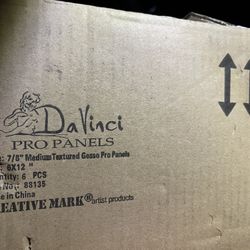 DaVinci
PRO PANELS
: 7/8" Medium Textured Gesso Pro Panels
: 6X12 "
ntity: 6 PCS
No.: 88135
in China
EATIVE MARK® artist products